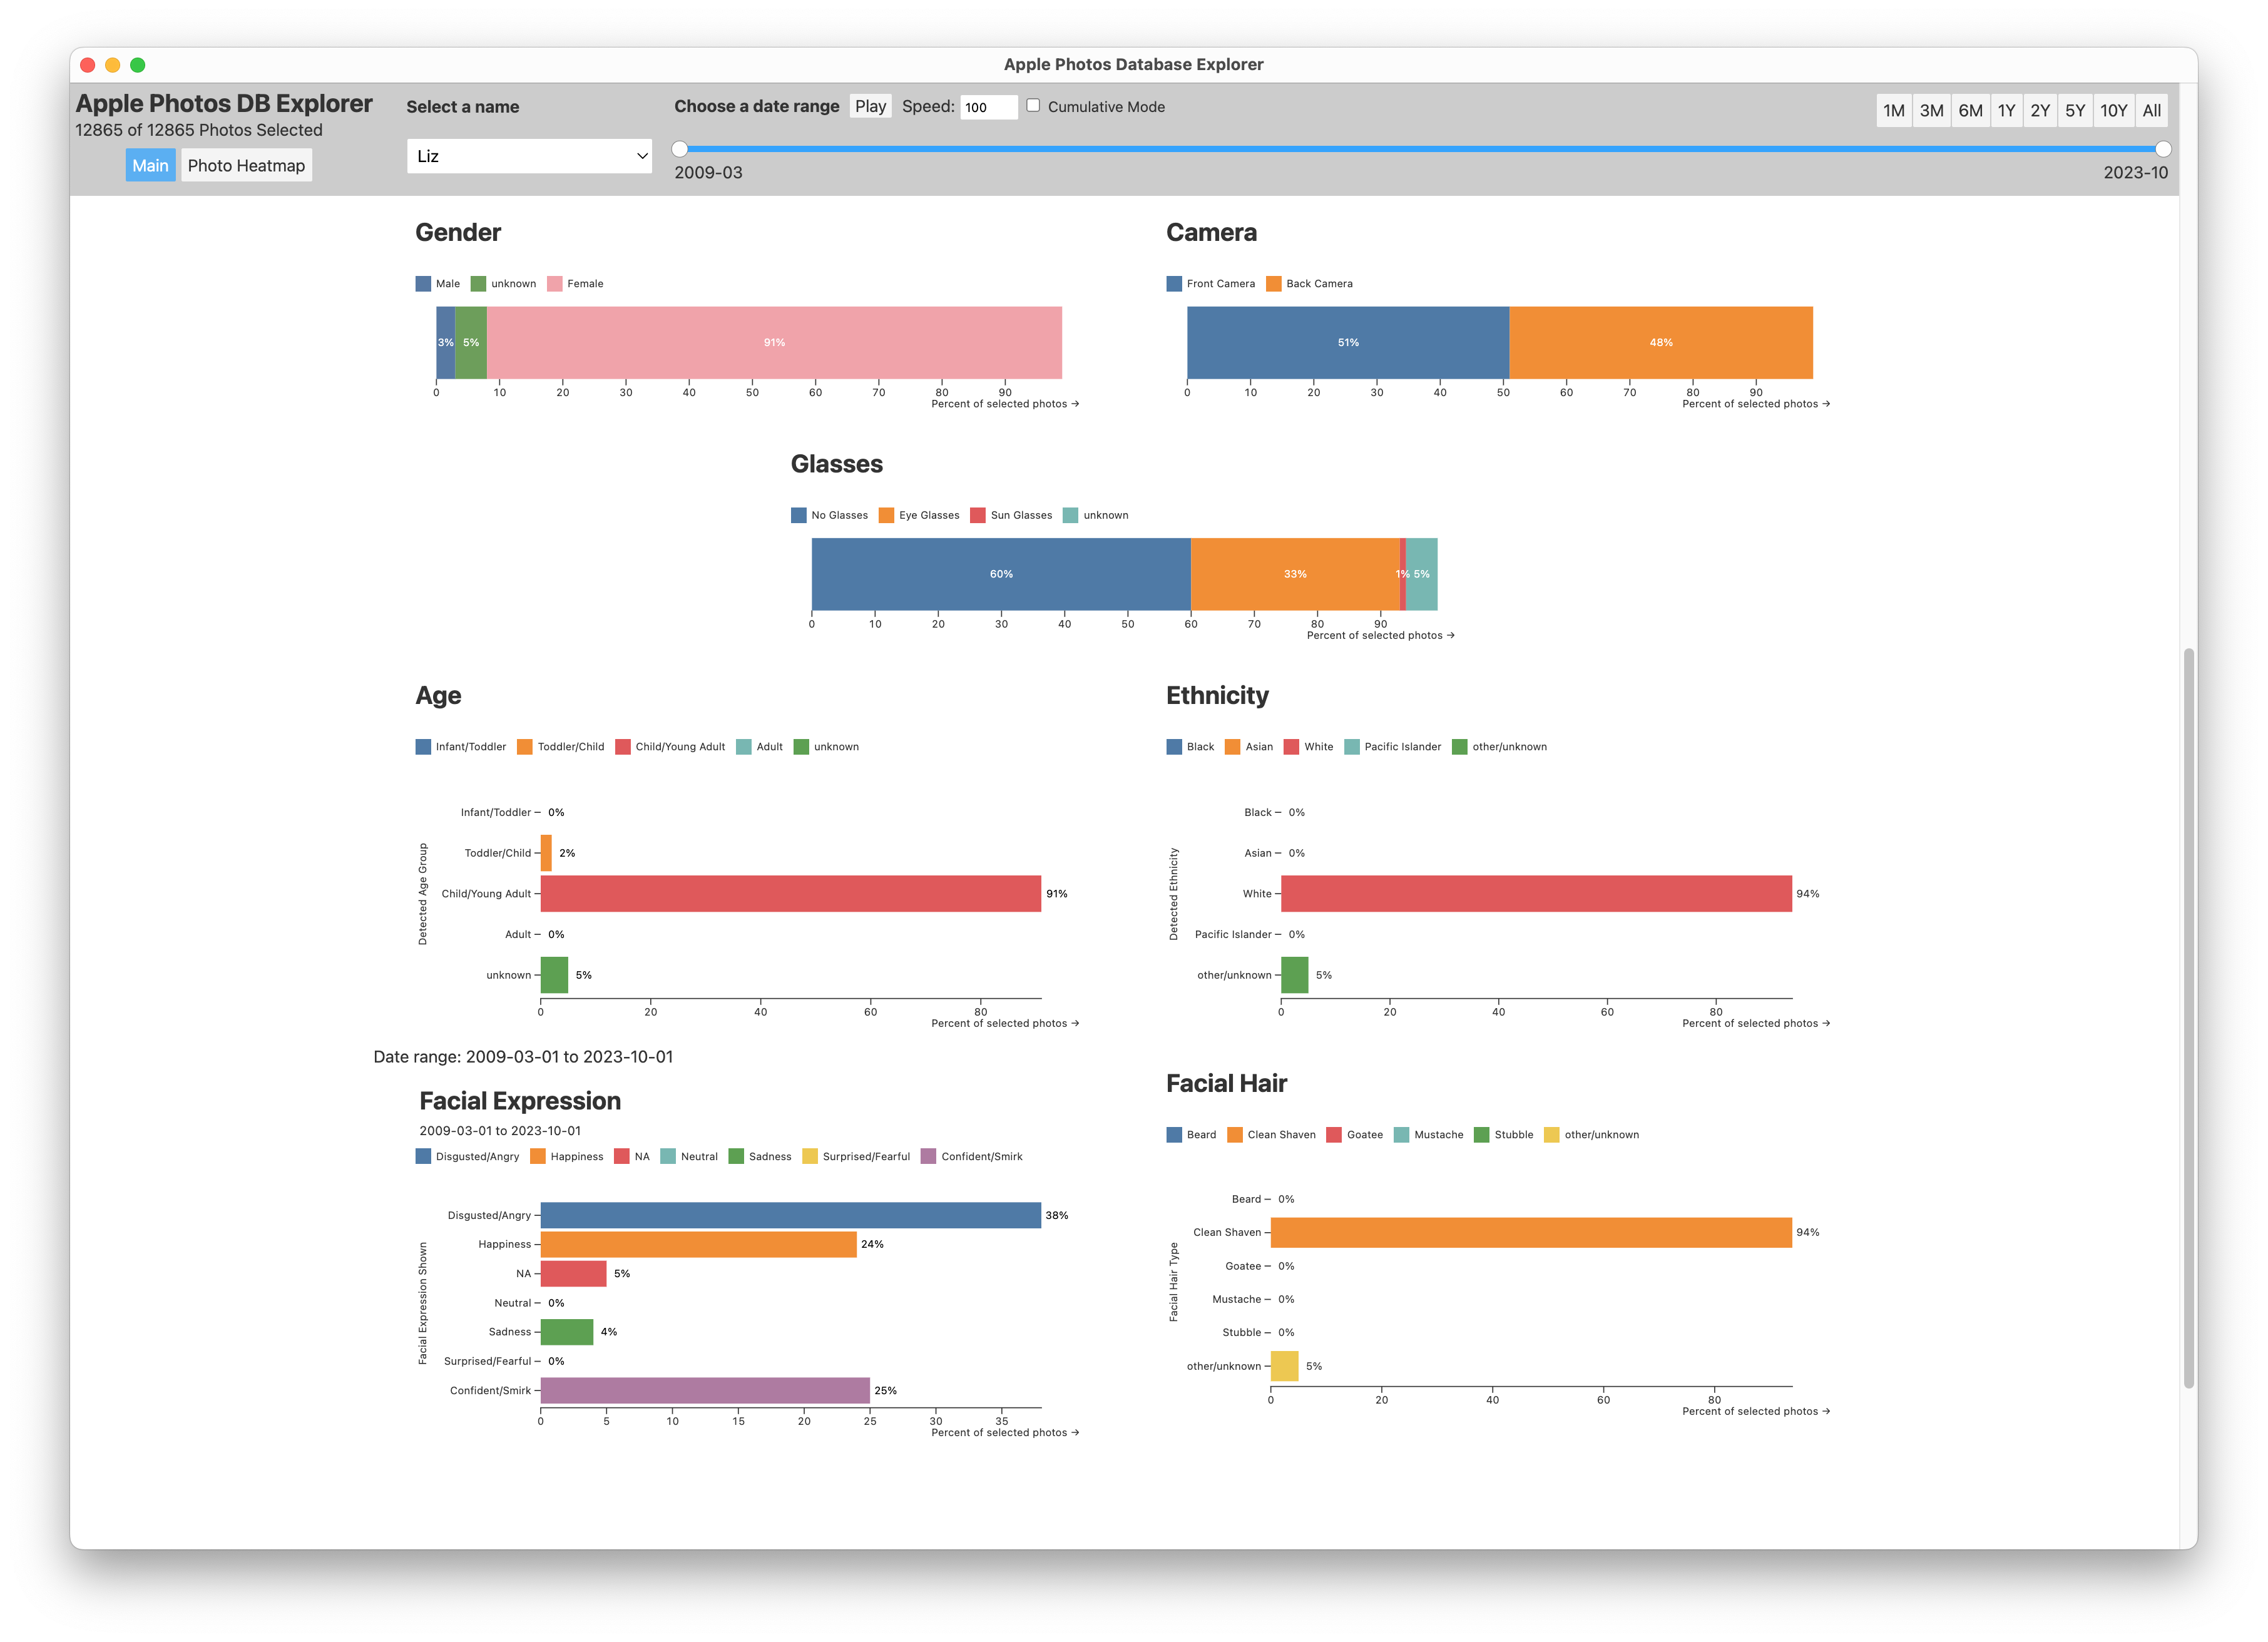 Apple Photos Database Explorer
Apple Photos DB Explorer
12865 of 12865 Photos Selected
Main Photo Heatmap
Select a name
Liz
Choose a date range Play Speed: 100 Cumulative Mode
1M 3M 6M 1Y 2Y 5Y 10Y All
2009-03 2023-10
Gender
Male unknown Female
3% 5% 91%
0 10 20 30 40 50 60 70 80 90
Percent of selected photos →
Camera
Front Camera Back Camera
51% 48%
0 10 20 30 40 50 60 70 80 90
Percent of selected photos →
Glasses
No Glasses Eye Glasses Sun Glasses unknown
60% 33% 1% 5%
0 10 20 30 40 50 60 70 80 90
Percent of selected photos →
Age
Infant/Toddler Toddler/Child Child/Young Adult Adult unknown
Detected Age Group
Infant/Toddler 0%
Toddler/Child 2%
Child/Young Adult 91%
Adult 0%
unknown 5%
0 20 40 60 80
Percent of selected photos →
Ethnicity
Black Asian White Pacific Islander other/unknown
Detected Ethnicity
Black 0%
Asian 0%
White 94%
Pacific Islander 0%
other/unknown 5%
0 20 40 60 80
Percent of selected photos →
Date range: 2009-03-01 to 2023-10-01
Facial Expression
2009-03-01 to 2023-10-01
Disgusted/Angry Happiness NA Neutral Sadness Surprised/Fearful Confident/Smirk
Facial Expression Shown
Disgusted/Angry 38%
Happiness 24%
NA 5%
Neutral 0%
Sadness 4%
Surprised/Fearful 0%
Confident/Smirk 25%
0 5 10 15 20 25 30 35
Percent of selected photos →
Facial Hair
Beard Clean Shaven Goatee Mustache Stubble other/unknown
Facial Hair Type
Beard 0%
Clean Shaven 94%
Goatee 0%
Mustache 0%
Stubble 0%
other/unknown 5%
0 20 40 60 80
Percent of selected photos →